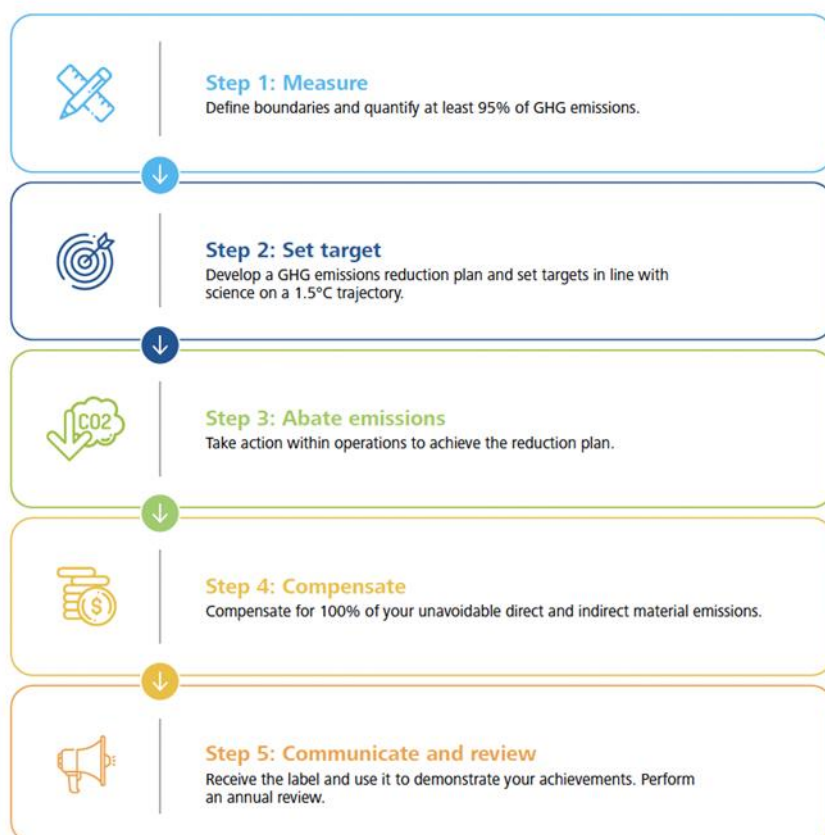 Step 1: Measure
Define boundaries and quantify at least 95% of GHG emissions.
Step 2: Set target
Develop a GHG emissions reduction plan and set targets in line with
science on a 1.5°C trajectory.
CO2
Step 3: Abate emissions
Take action within operations to achieve the reduction plan.
$
Step 4: Compensate
Compensate for 100% of your unavoidable direct and indirect material emissions.
Step 5: Communicate and review
Receive the label and use it to demonstrate your achievements. Perform
an annual review.